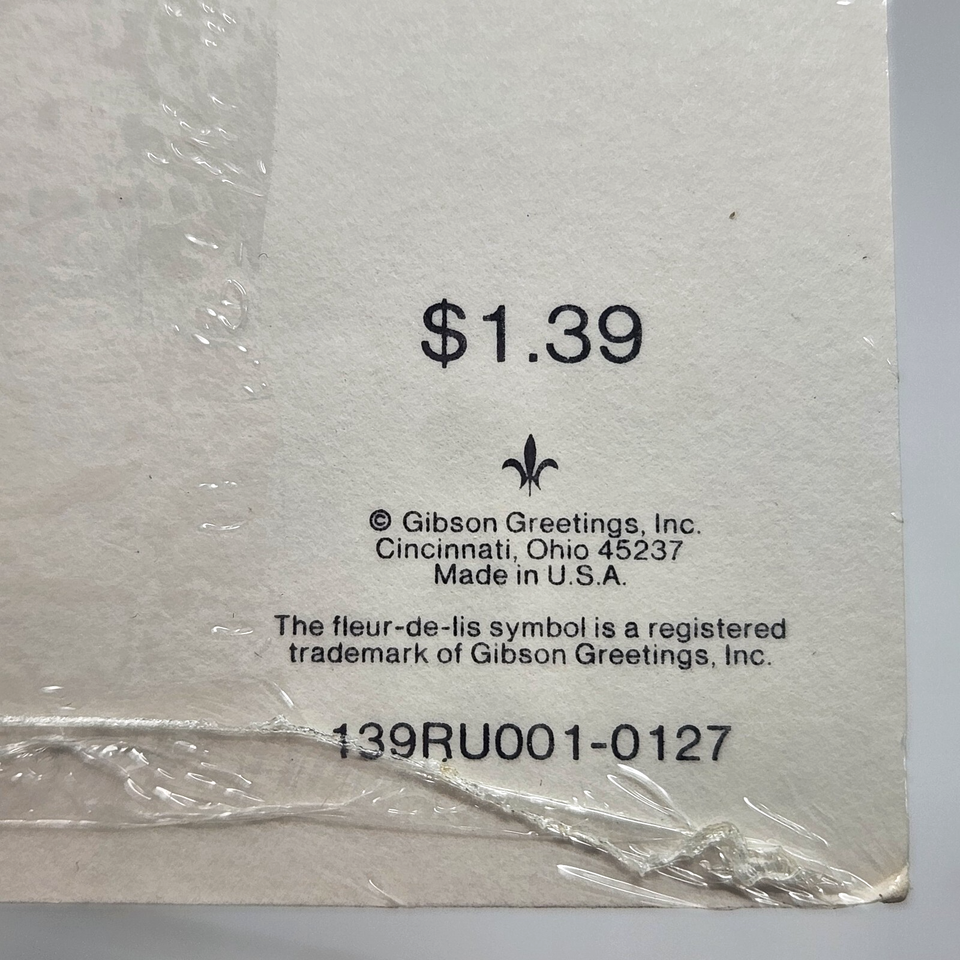 $1.39
© Gibson Greetings, Inc.
Cincinnati, Ohio 45237
Made in U.S.A.
The fleur-de-lis symbol is a registered
trademark of Gibson Greetings, Inc.
139RU001-0127